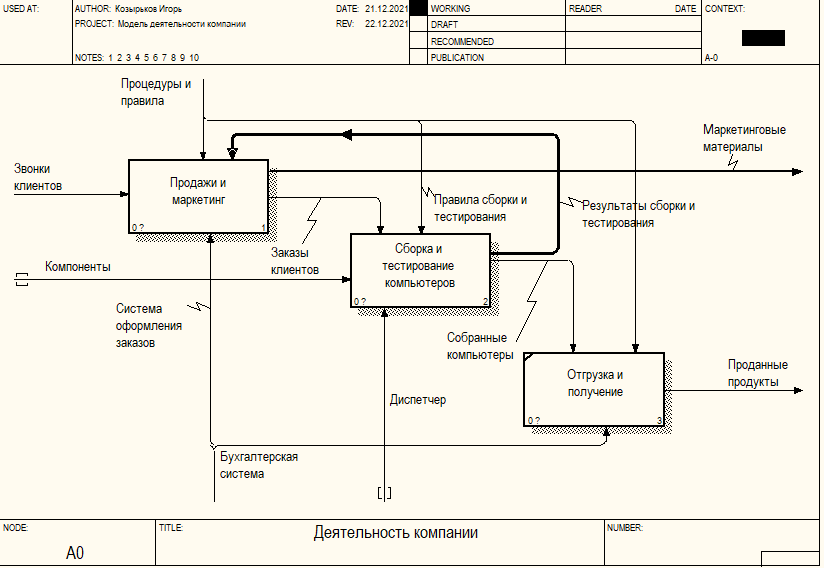 USED AT:
AUTHOR: Козырьков Игорь
DATE: 21.12.2021
WORKING
READER
DATE
CONTEXT:
PROJECT: Модель деятельности компании
REV: 22.12.2021
DRAFT
RECOMMENDED
NOTES: 1 2 3 4 5 6 7 8 9 10
PUBLICATION
A-0
Процедуры и
правила
Маркетинговые
материалы
Звонки
клиентов
Продажи и
маркетинг
0 ?
1
Правила сборки и
тестирования
Результаты сборки и
тестирования
Заказы
клиентов
Компоненты
Сборка и
тестирование
компьютеров
0 ?
2
Система
оформления
заказов
Собранные
компьютеры
Отгрузка и
получение
0 ?
3
Проданные
продукты
Диспетчер
Бухгалтерская
система
NODE:
A0
TITLE:
Деятельность компании
NUMBER: